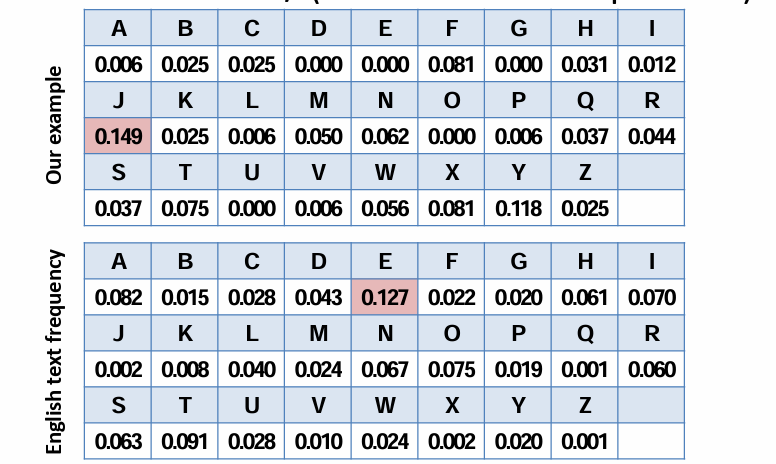 Our example
A B C D E F G H I
0.006 0.025 0.025 0.000 0.000 0.081 0.000 0.031 0.012
J K L M N O P Q R
0.149 0.025 0.006 0.050 0.062 0.000 0.006 0.037 0.044
S T U V W X Y Z
0.037 0.075 0.000 0.006 0.056 0.081 0.118 0.025
English text frequency
A B C D E F G H I
0.082 0.015 0.028 0.043 0.127 0.022 0.020 0.061 0.070
J K L M N O P Q R
0.002 0.008 0.040 0.024 0.067 0.075 0.019 0.001 0.060
S T U V W X Y Z
0.063 0.091 0.028 0.010 0.024 0.002 0.020 0.001